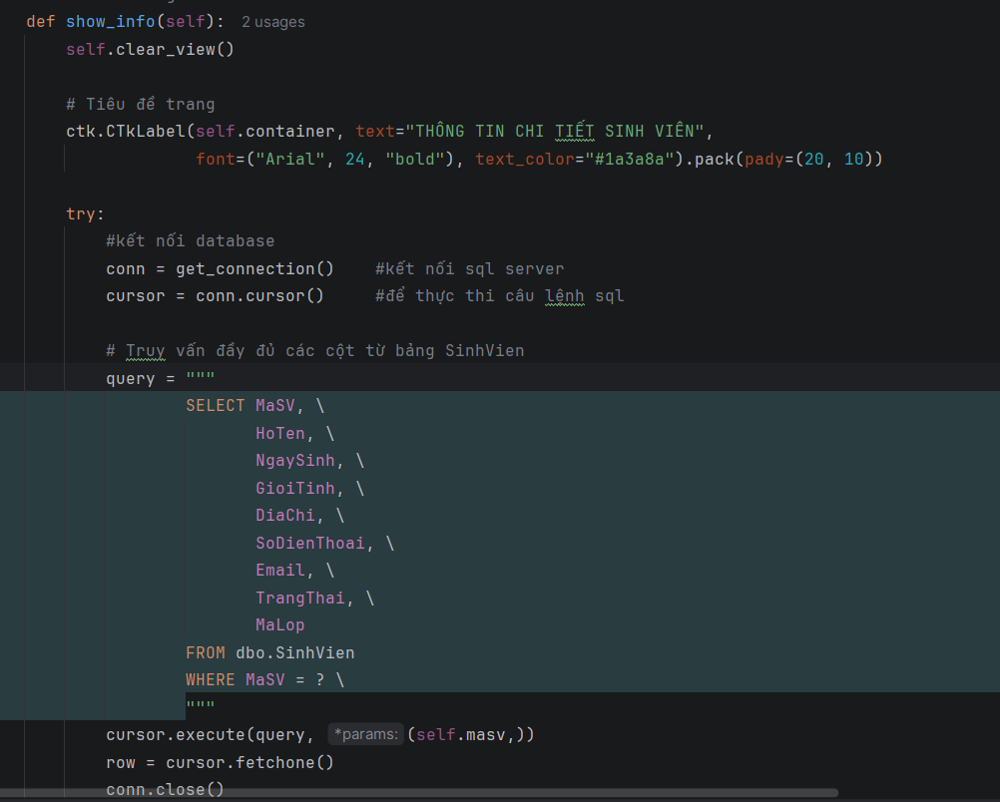 def show_info(self): 2 usages
self.clear_view()
# Tiêu đề trang
ctk.CTkLabel(self.container, text="THÔNG TIN CHI TIẾT SINH VIÊN",
font=("Arial", 24, "bold"), text_color="#1a3a8a").pack(pady=(20, 10))
try:
#kết nối database
conn = get_connection() #kết nối sql server
cursor = conn.cursor() #để thực thi câu lệnh sql
# Truy vấn đầy đủ các cột từ bảng SinhVien
query = """
SELECT MaSV, \
HoTen, \
NgaySinh, \
GioiTinh, \
DiaChi, \
SoDienThoai, \
Email, \
TrangThai, \
MaLop
FROM dbo.SinhVien
WHERE MaSV = ? \
"""
cursor.execute(query, *params: (self.masv,))
row = cursor.fetchone()
conn.close()